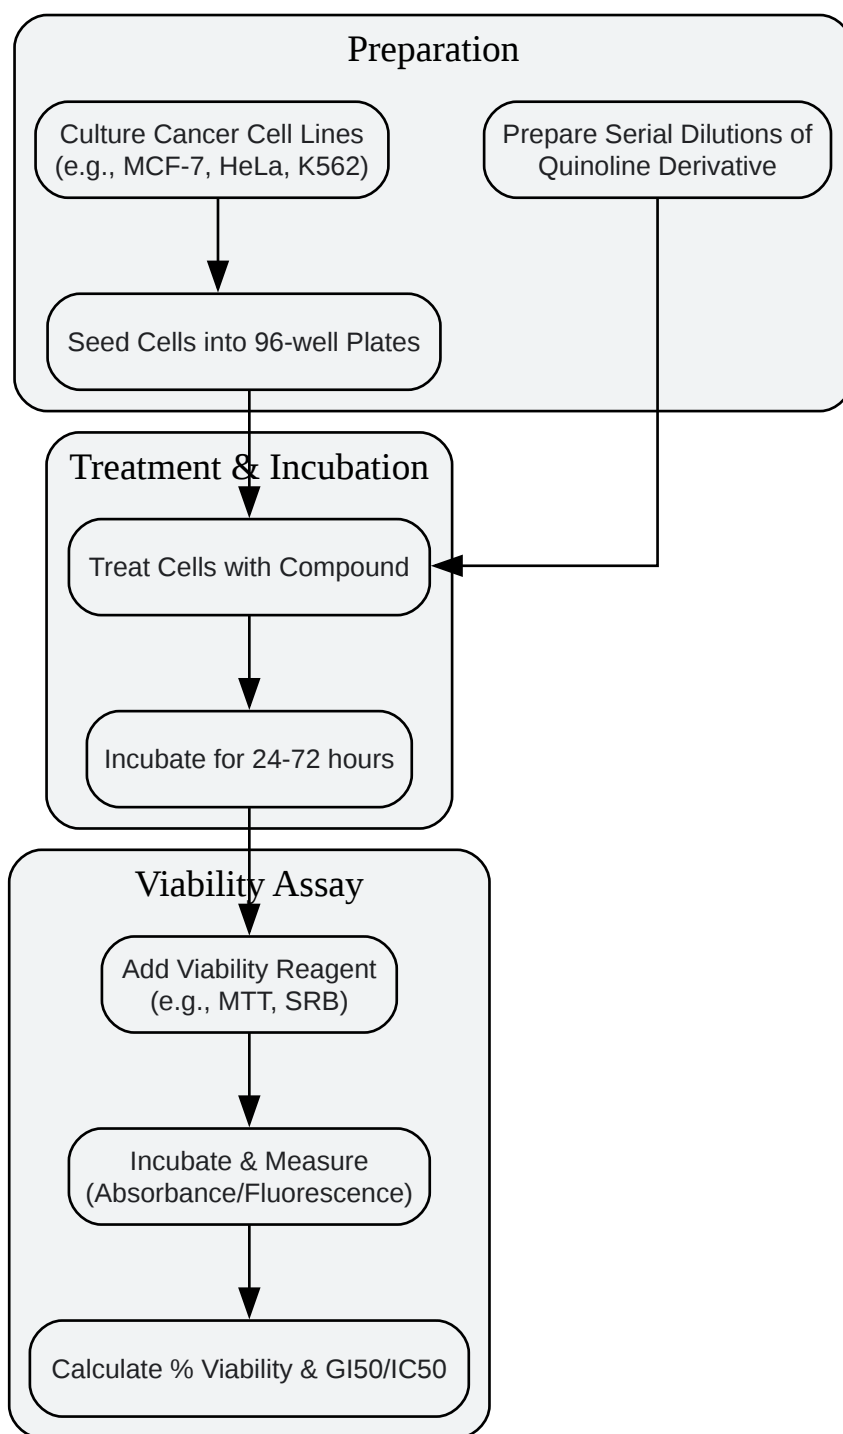 Preparation
Culture Cancer Cell Lines
(e.g., MCF-7, HeLa, K562)
Prepare Serial Dilutions of
Quinoline Derivative
Seed Cells into 96-well Plates
Treatment & Incubation
Treat Cells with Compound
Incubate for 24-72 hours
Viability Assay
Add Viability Reagent
(e.g., MTT, SRB)
Incubate & Measure
(Absorbance/Fluorescence)
Calculate % Viability & GI50/IC50